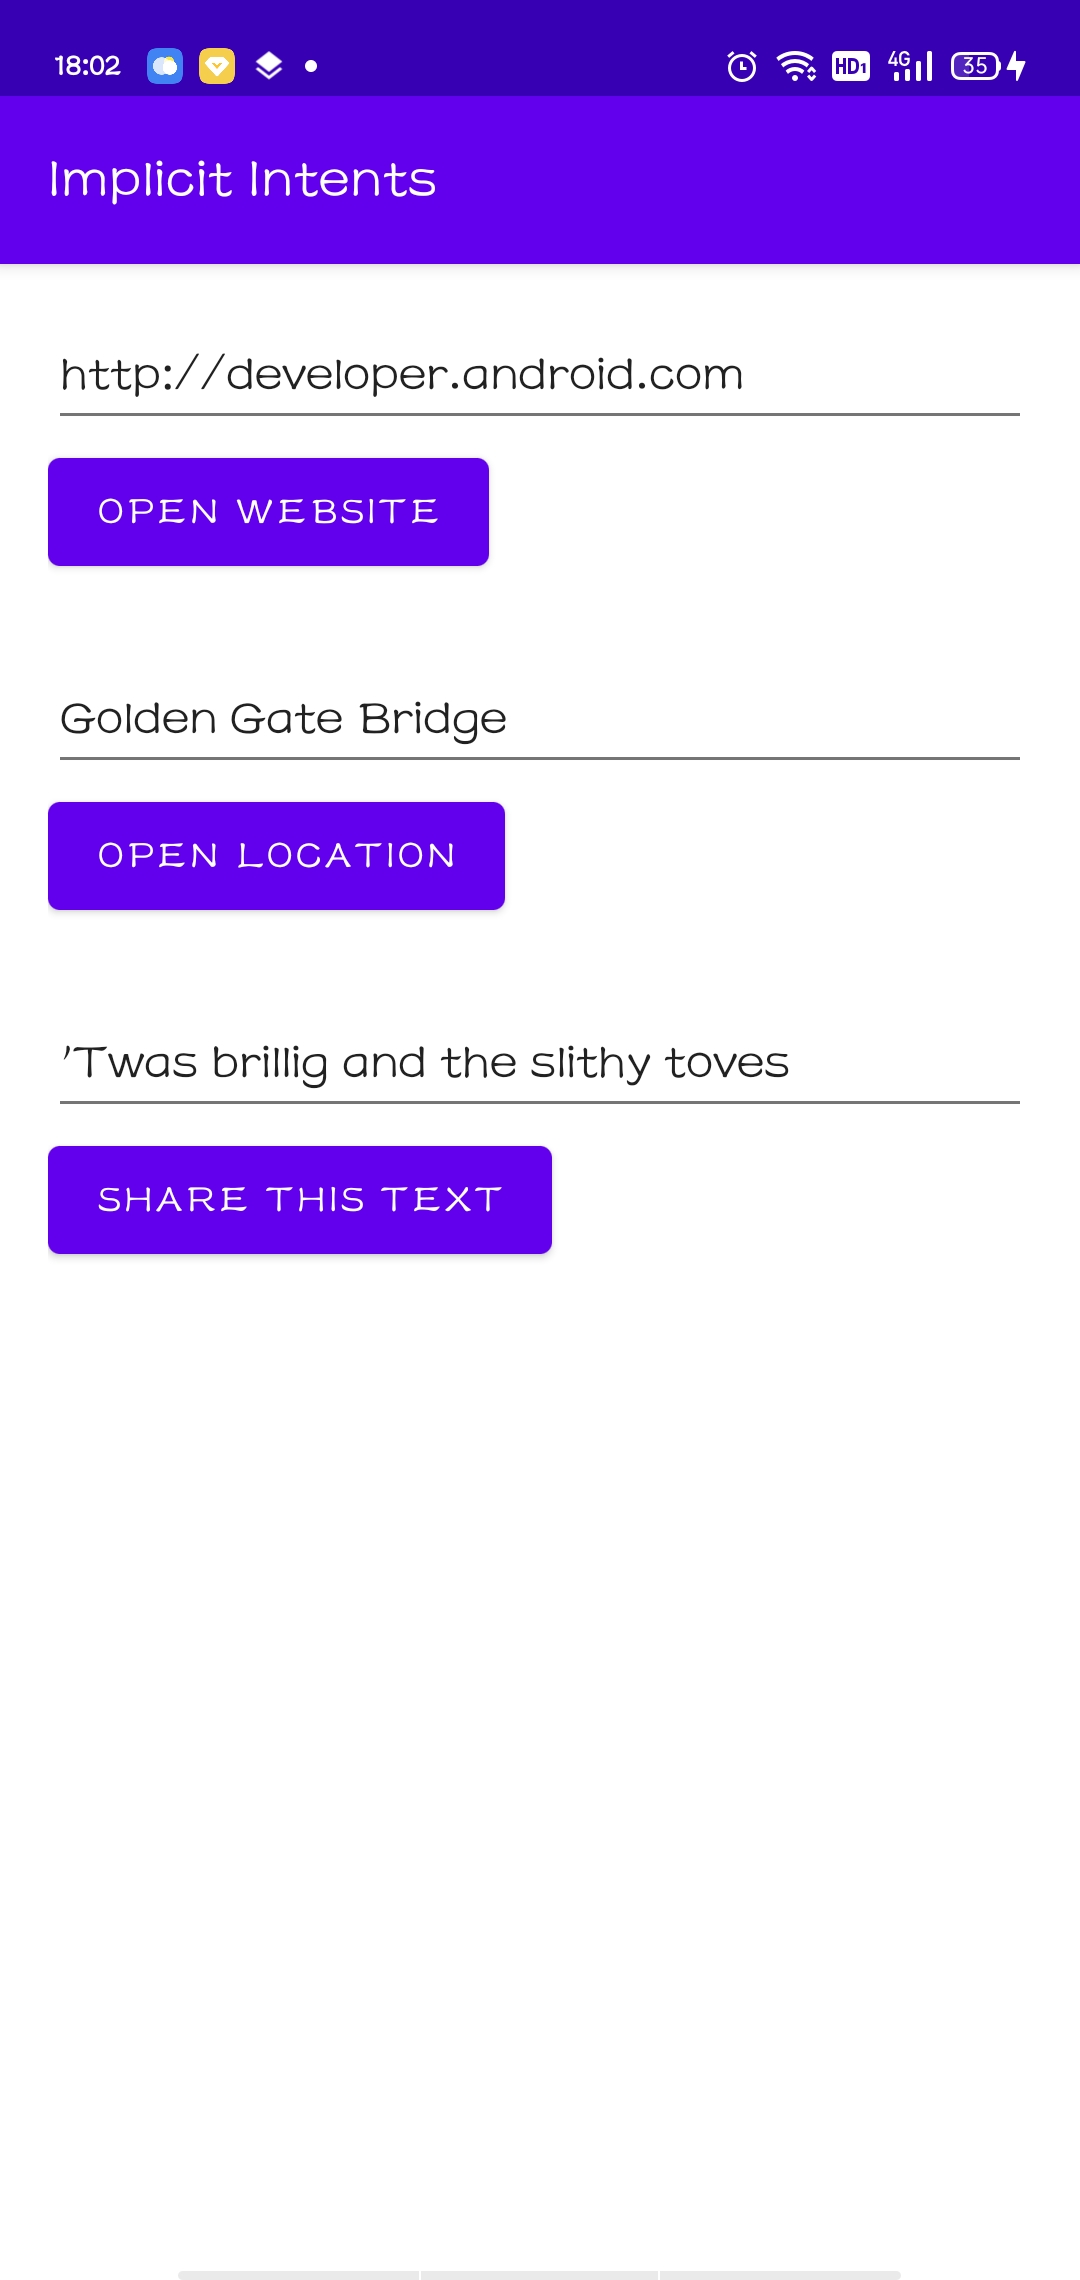 18:02 HD1 4G 35
Implicit Intents
http://developer.android.com
OPEN WEBSITE
Golden Gate Bridge
OPEN LOCATION
'Twas brillig and the slithy toves
SHARE THIS TEXT